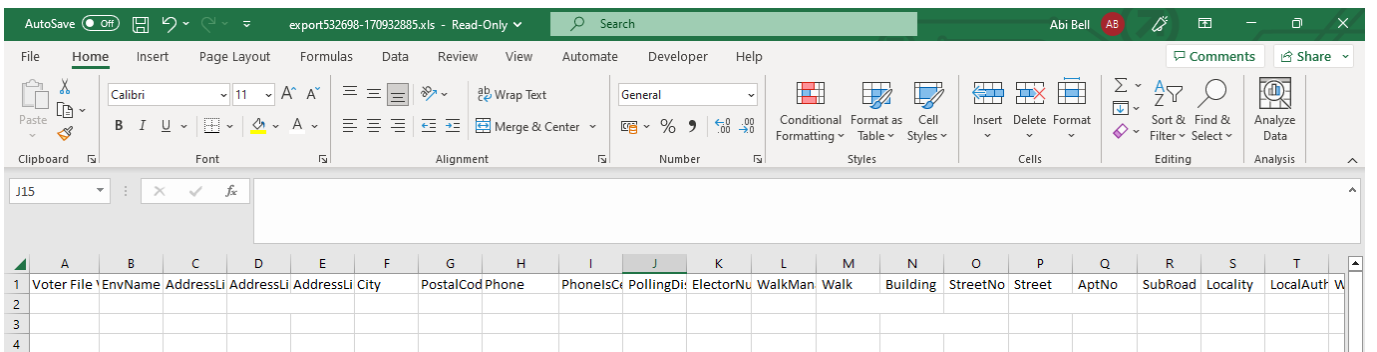 AutoSave Off export532698-170932885.xls - Read-Only Search Abi Bell AB
File Home Insert Page Layout Formulas Data Review View Automate Developer Help Comments Share
Calibri 11 A^ A˅ Wrap Text General Conditional Format as Cell Insert Delete Format Sort & Find & Analyze
Paste B I U A Merge & Center % 9 Formatting Table Styles Filter Select Data
Clipboard Font Alignment Number Styles Cells Editing Analysis
J15 fx
A B C D E F G H I J K L M N O P Q R S T
1 Voter File EnvName AddressLi AddressLi AddressLi City PostalCod Phone PhoneIsCe PollingDis ElectorNu WalkMan Walk Building StreetNo Street AptNo SubRoad Locality LocalAuth W
2
3
4